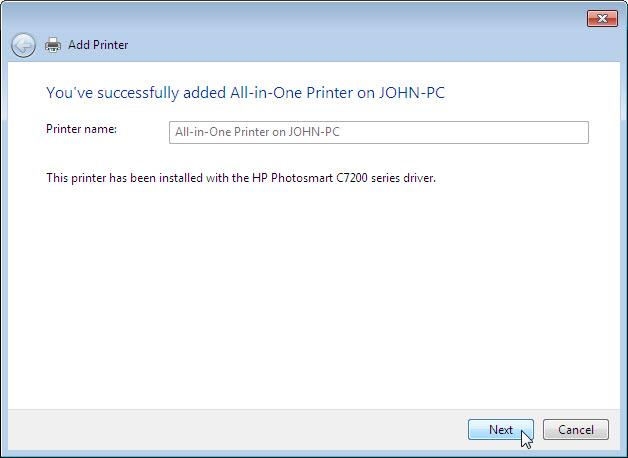 Add Printer
You've successfully added All-in-One Printer on JOHN-PC
Printer name: All-in-One Printer on JOHN-PC
This printer has been installed with the HP Photosmart C7200 series driver.
Next Cancel